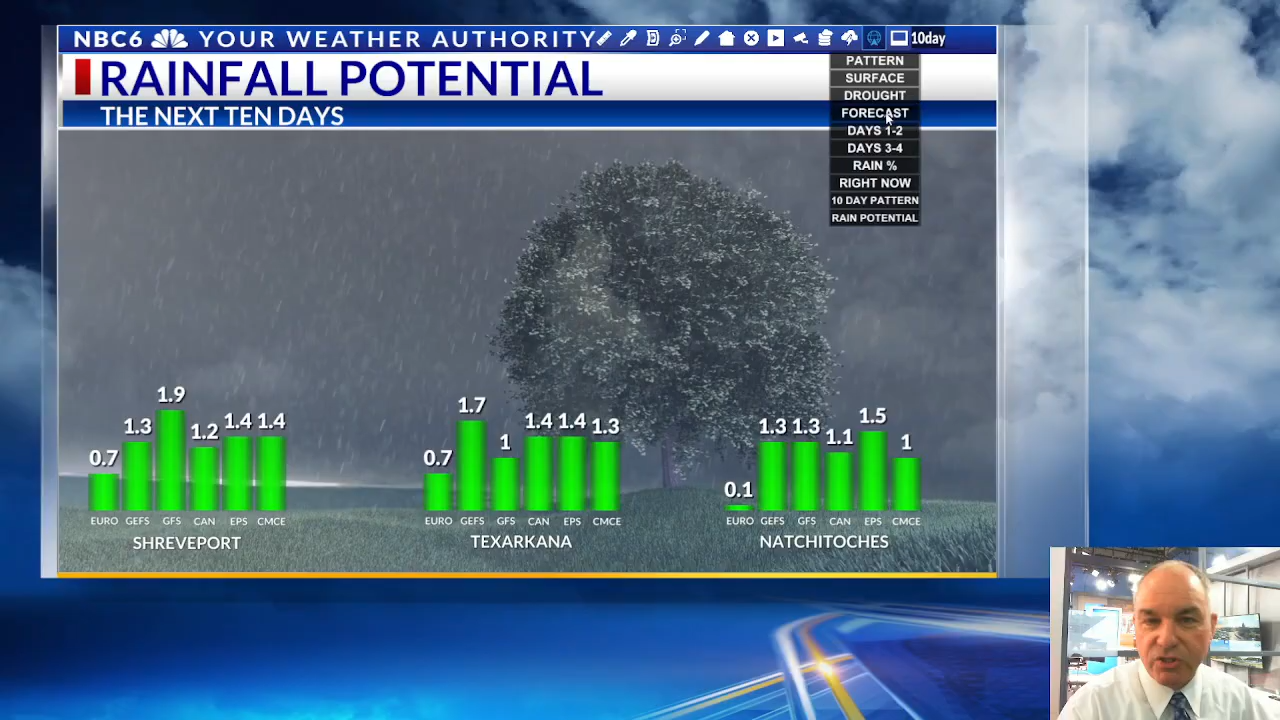 NBC6 YOUR WEATHER AUTHORITY 10day
RAINFALL POTENTIAL
THE NEXT TEN DAYS
PATTERN
SURFACE
DROUGHT
FORECAST
DAYS 1-2
DAYS 3-4
RAIN %
RIGHT NOW
10 DAY PATTERN
RAIN POTENTIAL
0.7 1.3 1.9 1.2 1.4 1.4
EURO GEFS GFS CAN EPS CMCE
SHREVEPORT
0.7 1.7 1 1.4 1.4 1.3
EURO GEFS GFS CAN EPS CMCE
TEXARKANA
0.1 1.3 1.3 1.1 1.5 1
EURO GEFS GFS CAN EPS CMCE
NATCHITOCHES